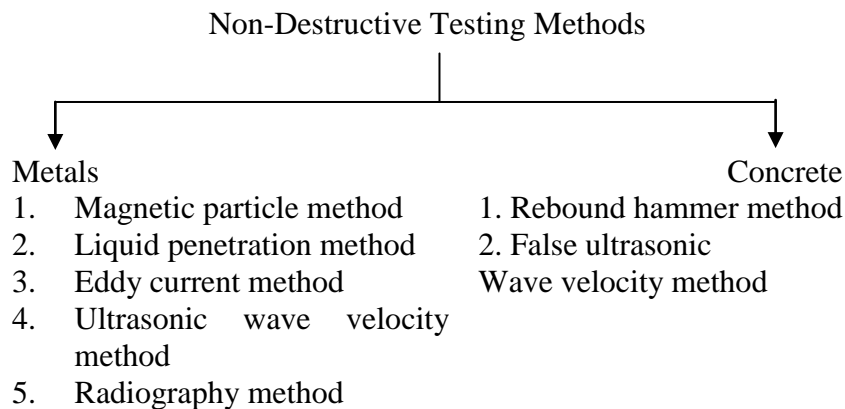 Non-Destructive Testing Methods
Metals
1. Magnetic particle method
2. Liquid penetration method
3. Eddy current method
4. Ultrasonic wave velocity
method
5. Radiography method
Concrete
1. Rebound hammer method
2. False ultrasonic
Wave velocity method